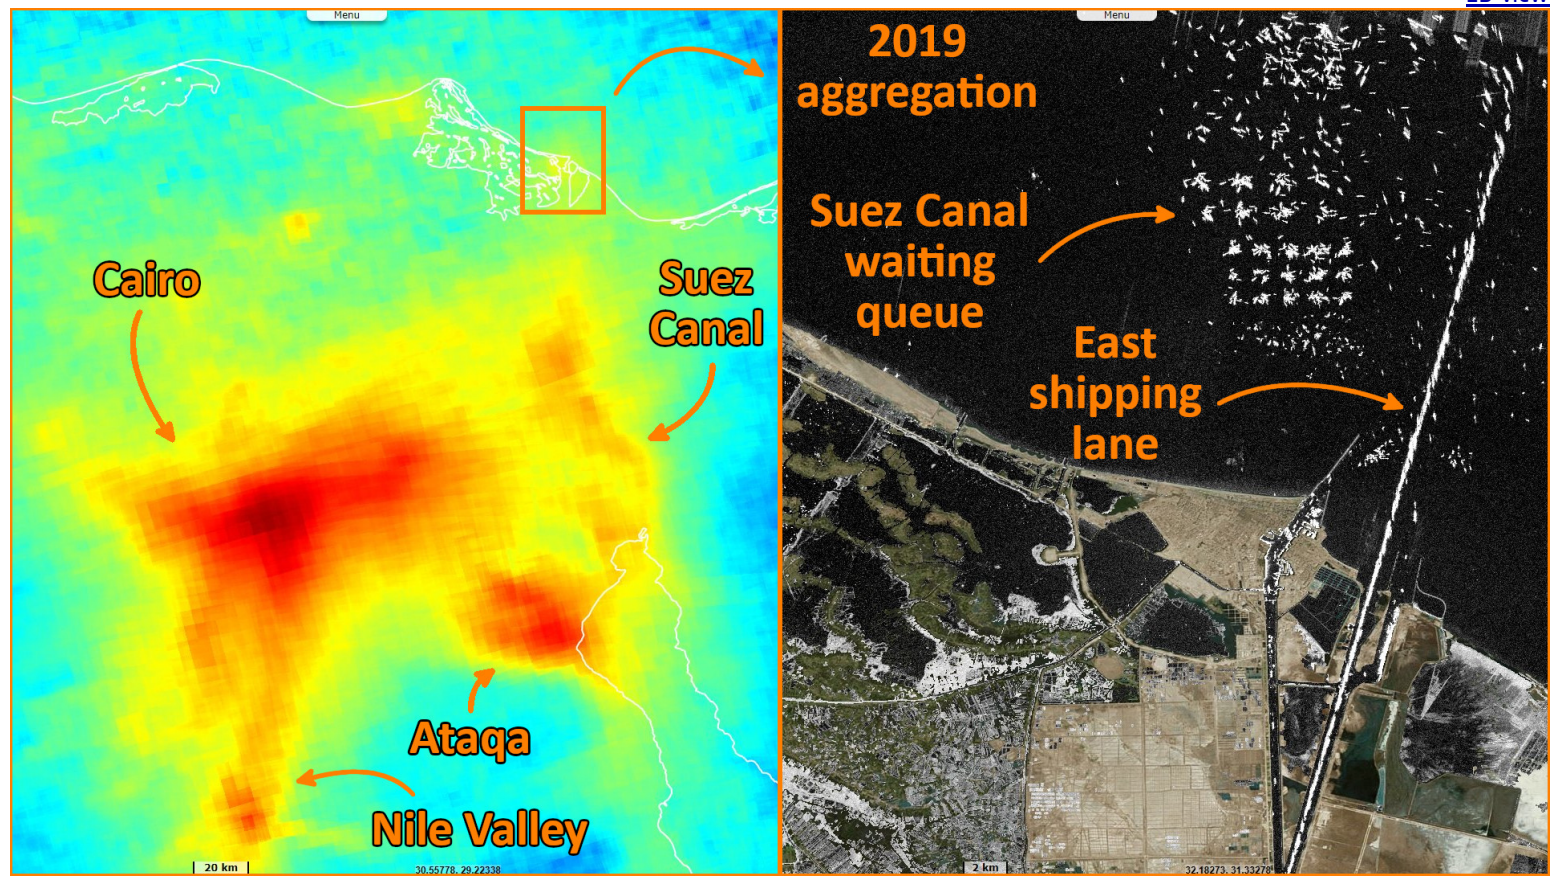 Menu
Cairo
Suez
Canal
Ataqa
Nile Valley
20 km
30.55778, 29.22338
Menu
2019
aggregation
Suez Canal
waiting
queue
East
shipping
lane
2 km
32.18273, 31.33278